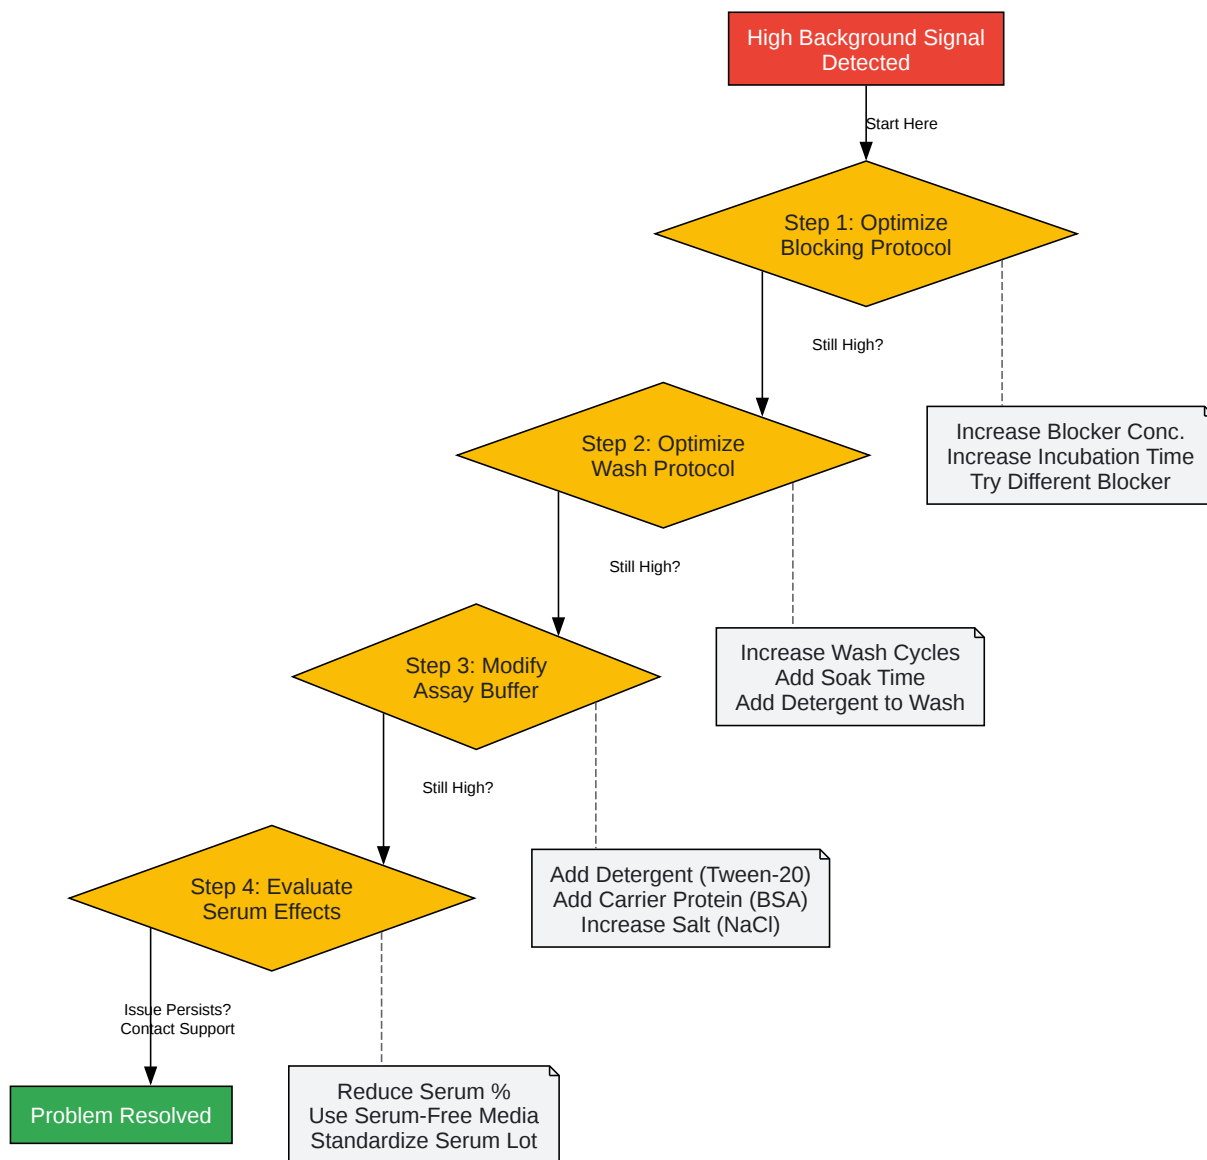 High Background Signal
Detected
Start Here
Step 1: Optimize
Blocking Protocol
Still High?
Increase Blocker Conc.
Increase Incubation Time
Try Different Blocker
Step 2: Optimize
Wash Protocol
Still High?
Increase Wash Cycles
Add Soak Time
Add Detergent to Wash
Step 3: Modify
Assay Buffer
Still High?
Add Detergent (Tween-20)
Add Carrier Protein (BSA)
Increase Salt (NaCl)
Step 4: Evaluate
Serum Effects
Issue Persists?
Contact Support
Reduce Serum %
Use Serum-Free Media
Standardize Serum Lot
Problem Resolved